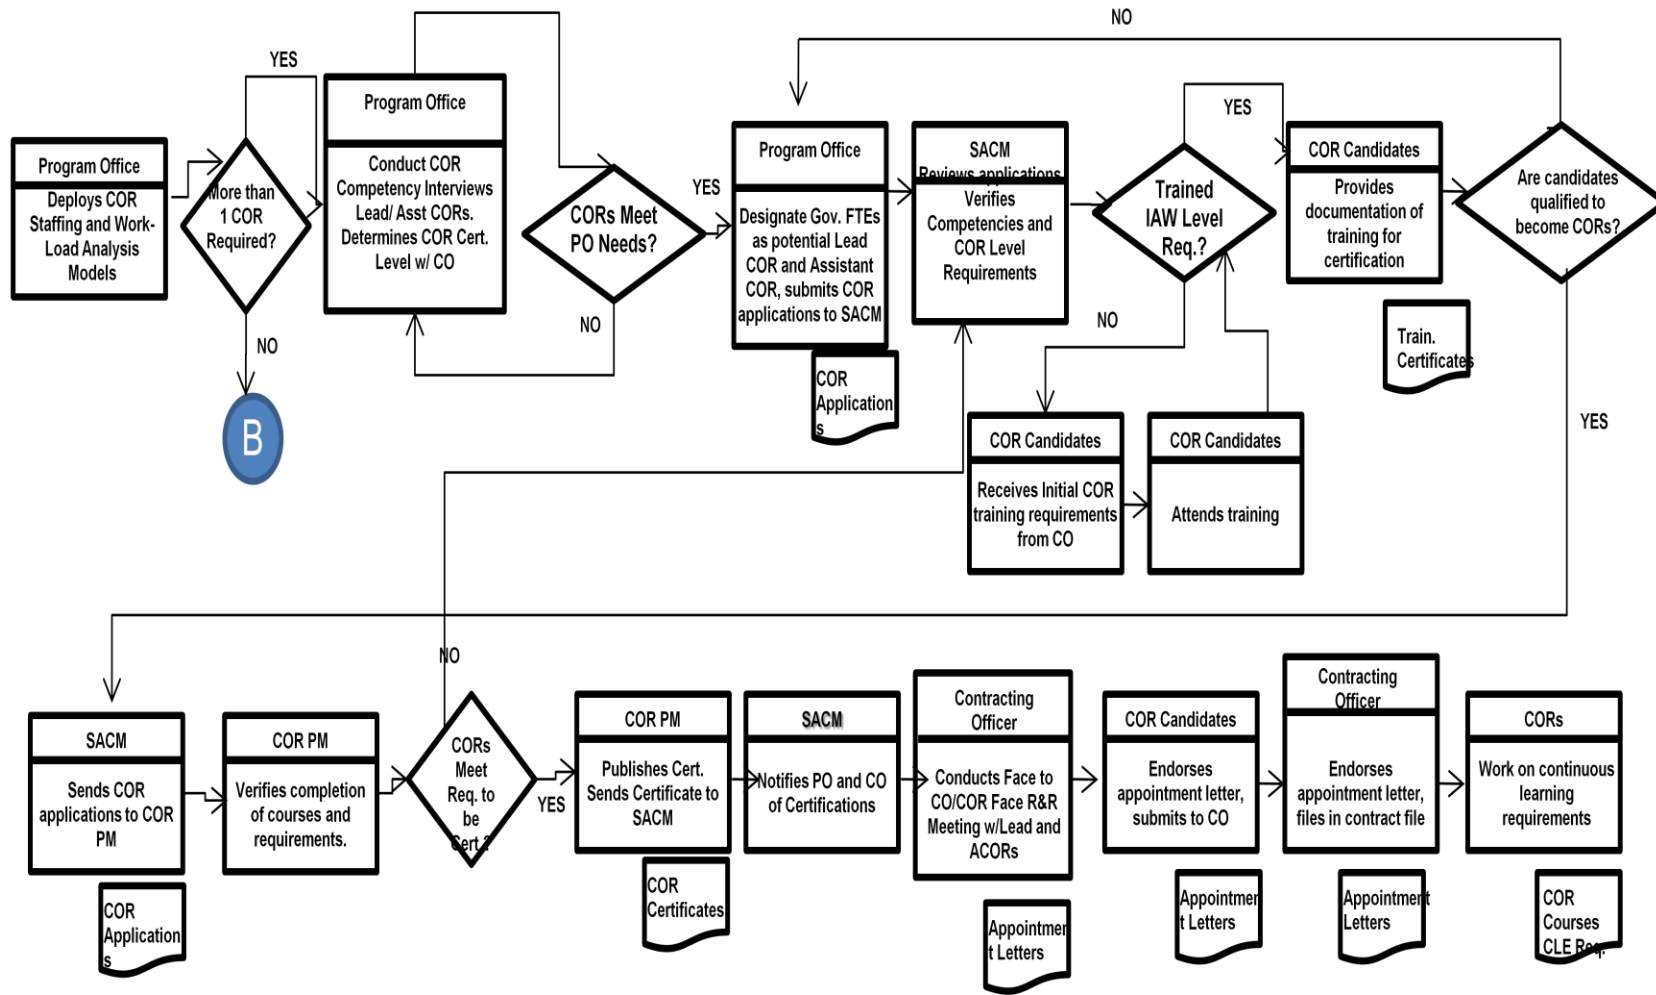 NO
YES
Program Office
Deploys COR
Staffing and Work-
Load Analysis
Models
More than
1 COR
Required?
NO
B
Program Office
Conduct COR
Competency Interviews
Lead/ Asst CORs.
Determines COR Cert.
Level w/ CO
CORs Meet
PO Needs?
YES
NO
Program Office
Designate Gov. FTEs
as potential Lead
COR and Assistant
COR, submits COR
applications to SACM
COR
Application
s
SACM
Reviews applications
Verifies
Competencies and
COR Level
Requirements
Trained
IAW Level
Req.?
YES
NO
COR Candidates
Receives Initial COR
training requirements
from CO
COR Candidates
Attends training
COR Candidates
Provides
documentation of
training for
certification
Train.
Certificates
Are candidates
qualified to
become CORs?
YES
SACM
Sends COR
applications to COR
PM
COR
Application
s
COR PM
Verifies completion
of courses and
requirements.
NO
CORs
Meet
Req. to
be
Cert ?
YES
COR PM
Publishes Cert.
Sends Certificate to
SACM
COR
Certificates
SACM
Notifies PO and CO
of Certifications
Contracting
Officer
Conducts Face to
CO/COR Face R&R
Meeting w/Lead and
ACORs
Appointmen
t Letters
COR Candidates
Endorses
appointment letter,
submits to CO
Appointmen
t Letters
Contracting
Officer
Endorses
appointment letter,
files in contract file
Appointment
Letters
CORs
Work on continuous
learning
requirements
COR
Courses
CLE Req.